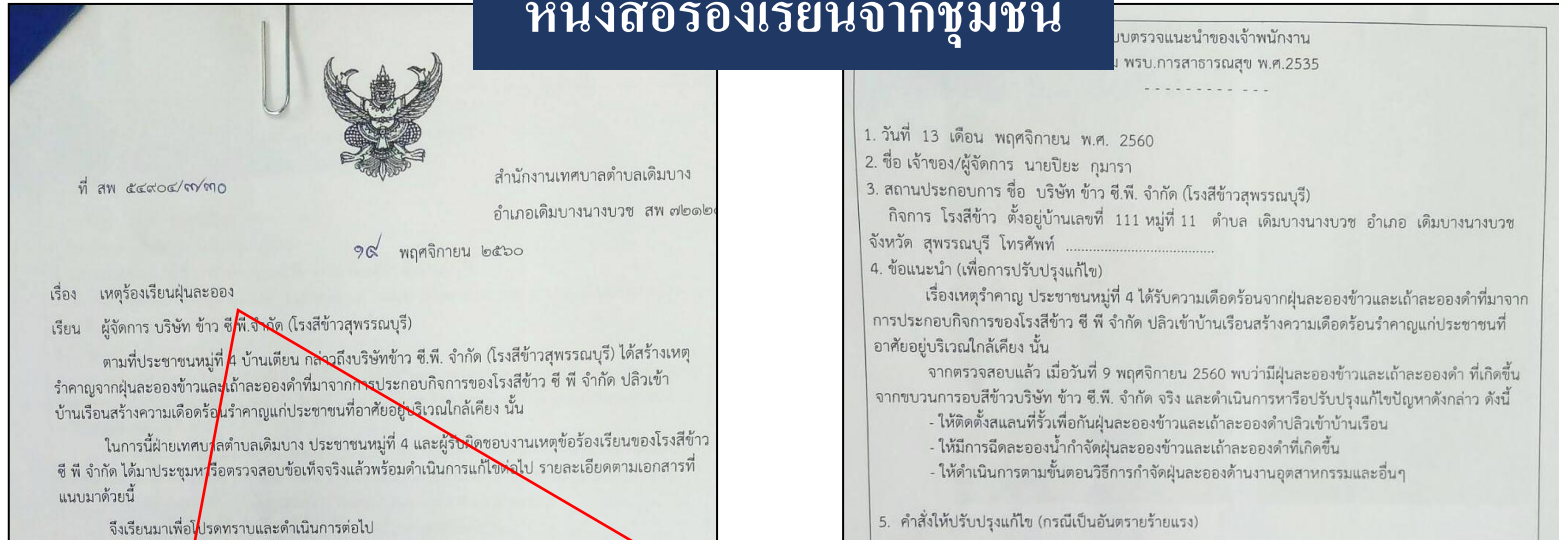 หนังสือร้องเรียนจากชุมชน
ที่ สพ ๕๔๙๐๔/๓๗๓๐
สำนักงานเทศบาลตำบลเดิมบาง
อำเภอเดิมบางนางบวช สพ ๗๒๑๒๐
๑๙ พฤศจิกายน ๒๕๖๐
เรื่อง เหตุร้องเรียนฝุ่นละออง
เรียน ผู้จัดการ บริษัท ข้าว ซี.พี.จำกัด (โรงสีข้าวสุพรรณบุรี)
ตามที่ประชาชนหมู่ที่ 4 บ้านเตียน กล่าวถึงบริษัทข้าว ซี.พี. จำกัด (โรงสีข้าวสุพรรณบุรี) ได้สร้างเหตุ
รำคาญจากฝุ่นละอองข้าวและเถ้าละอองดำที่มาจากการประกอบกิจการของโรงสีข้าว ซี พี จำกัด ปลิวเข้า
บ้านเรือนสร้างความเดือดร้อนรำคาญแก่ประชาชนที่อาศัยอยู่บริเวณใกล้เคียง นั้น
ในการนี้ฝ่ายเทศบาลตำบลเดิมบาง ประชาชนหมู่ที่ 4 และผู้รับผิดชอบงานเหตุข้อร้องเรียนของโรงสีข้าว
ซี พี จำกัด ได้มาประชุมหารือตรวจสอบข้อเท็จจริงแล้วพร้อมดำเนินการแก้ไขต่อไป รายละเอียดตามเอกสารที่
แนบมาด้วยนี้
จึงเรียนมาเพื่อโปรดทราบและดำเนินการต่อไป
บตรวจแนะนำของเจ้าพนักงาน
พรบ.การสาธารณสุข พ.ศ.2535
- - - - - - - - - - - -
1. วันที่ 13 เดือน พฤศจิกายน พ.ศ. 2560
2. ชื่อ เจ้าของ/ผู้จัดการ นายปิยะ กุมารา
3. สถานประกอบการ ชื่อ บริษัท ข้าว ซี.พี. จำกัด (โรงสีข้าวสุพรรณบุรี)
กิจการ โรงสีข้าว ตั้งอยู่บ้านเลขที่ 111 หมู่ที่ 11 ตำบล เดิมบางนางบวช อำเภอ เดิมบางนางบวช
จังหวัด สุพรรณบุรี โทรศัพท์ ......................................
4. ข้อแนะนำ (เพื่อการปรับปรุงแก้ไข)
เรื่องเหตุรำคาญ ประชาชนหมู่ที่ 4 ได้รับความเดือดร้อนจากฝุ่นละอองข้าวและเถ้าละอองดำที่มาจาก
การประกอบกิจการของโรงสีข้าว ซี พี จำกัด ปลิวเข้าบ้านเรือนสร้างความเดือดร้อนรำคาญแก่ประชาชนที่
อาศัยอยู่บริเวณใกล้เคียง นั้น
จากตรวจสอบแล้ว เมื่อวันที่ 9 พฤศจิกายน 2560 พบว่ามีฝุ่นละอองข้าวและเถ้าละอองดำ ที่เกิดขึ้น
จากขบวนการอบสีข้าวบริษัท ข้าว ซี.พี. จำกัด จริง และดำเนินการหารือปรับปรุงแก้ไขปัญหาดังกล่าว ดังนี้
- ให้ติดตั้งสแลนที่รั้วเพื่อกันฝุ่นละอองข้าวและเถ้าละอองดำปลิวเข้าบ้านเรือน
- ให้มีการฉีดละอองน้ำกำจัดฝุ่นละอองข้าวและเถ้าละอองดำที่เกิดขึ้น
- ให้ดำเนินการตามขั้นตอนวิธีการกำจัดฝุ่นละอองด้านงานอุตสาหกรรมและอื่นๆ
5. คำสั่งให้ปรับปรุงแก้ไข (กรณีเป็นอันตรายร้ายแรง)